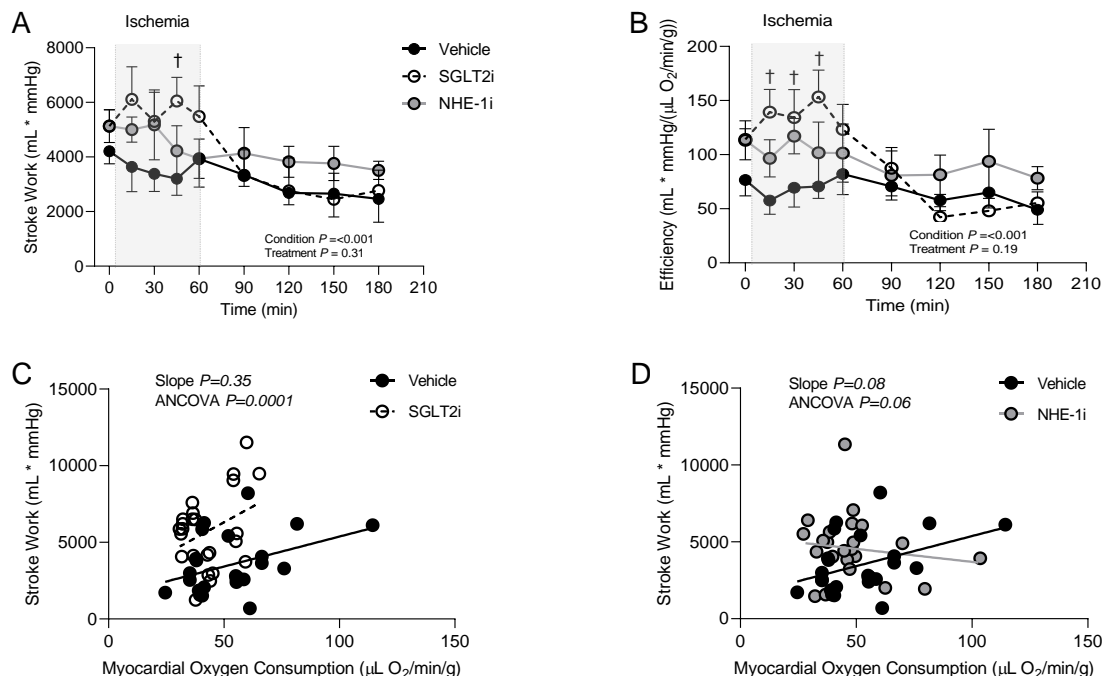 A
Ischemia
8000
6000
4000
2000
0
Stroke Work (mL * mmHg)
†
Vehicle
SGLT2i
NHE-1i
Condition P =<0.001
Treatment P = 0.31
0 30 60 90 120 150 180 210
Time (min)
B
Ischemia
200
150
100
50
0
Efficiency (mL * mmHg/(μL O₂/min/g))
† † †
Condition P =<0.001
Treatment P = 0.19
0 30 60 90 120 150 180 210
Time (min)
C
Slope P=0.35
ANCOVA P=0.0001
Vehicle
SGLT2i
15000
10000
5000
0
Stroke Work (mL * mmHg)
0 50 100 150
Myocardial Oxygen Consumption (μL O₂/min/g)
D
Slope P=0.08
ANCOVA P=0.06
Vehicle
NHE-1i
15000
10000
5000
0
Stroke Work (mL * mmHg)
0 50 100 150
Myocardial Oxygen Consumption (μL O₂/min/g)